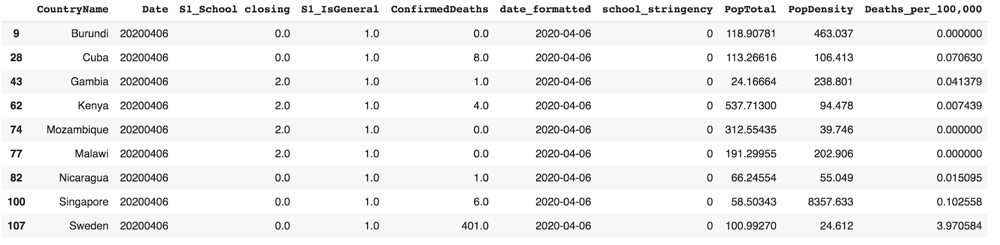 CountryName Date S1_School closing S1_IsGeneral ConfirmedDeaths date_formatted school_stringency PopTotal PopDensity Deaths_per_100,000
9 Burundi 20200406 0.0 1.0 0.0 2020-04-06 0 118.90781 463.037 0.000000
28 Cuba 20200406 0.0 1.0 8.0 2020-04-06 0 113.26616 106.413 0.070630
43 Gambia 20200406 2.0 1.0 1.0 2020-04-06 0 24.16664 238.801 0.041379
62 Kenya 20200406 2.0 1.0 4.0 2020-04-06 0 537.71300 94.478 0.007439
74 Mozambique 20200406 2.0 1.0 0.0 2020-04-06 0 312.55435 39.746 0.000000
77 Malawi 20200406 2.0 1.0 0.0 2020-04-06 0 191.29955 202.906 0.000000
82 Nicaragua 20200406 0.0 1.0 1.0 2020-04-06 0 66.24554 55.049 0.015095
100 Singapore 20200406 0.0 1.0 6.0 2020-04-06 0 58.50343 8357.633 0.102558
107 Sweden 20200406 0.0 1.0 401.0 2020-04-06 0 100.99270 24.612 3.970584